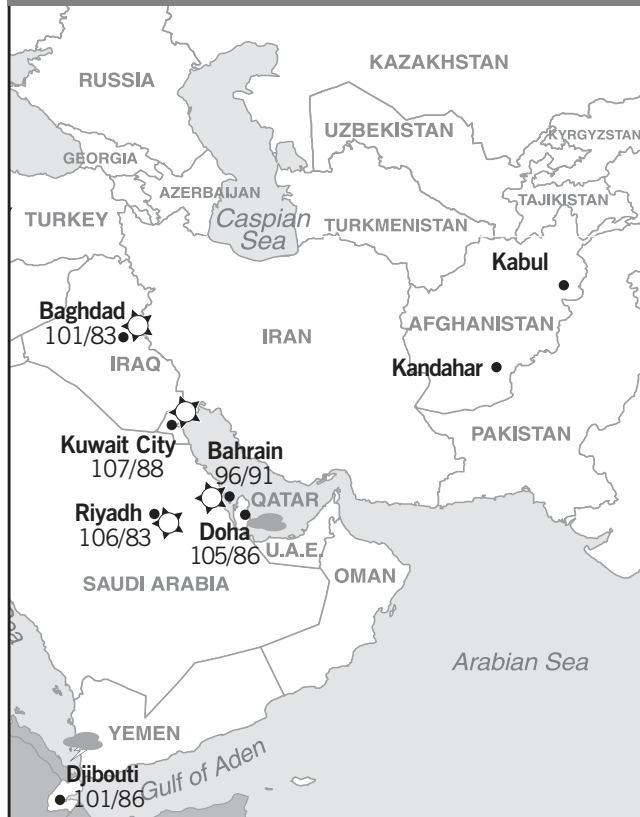 KAZAKHSTAN
RUSSIA
UZBEKISTAN
KYRGYZSTAN
GEORGIA
AZERBAIJAN
TAJIKISTAN
TURKEY
Caspian
Sea
TURKMENISTAN
Kabul
Baghdad
101/83
IRAQ
IRAN
AFGHANISTAN
Kandahar
PAKISTAN
Kuwait City
107/88
Bahrain
96/91
QATAR
Riyadh
106/83
Doha
105/86
U.A.E.
OMAN
SAUDI ARABIA
Arabian Sea
YEMEN
Gulf of Aden
Djibouti
101/86